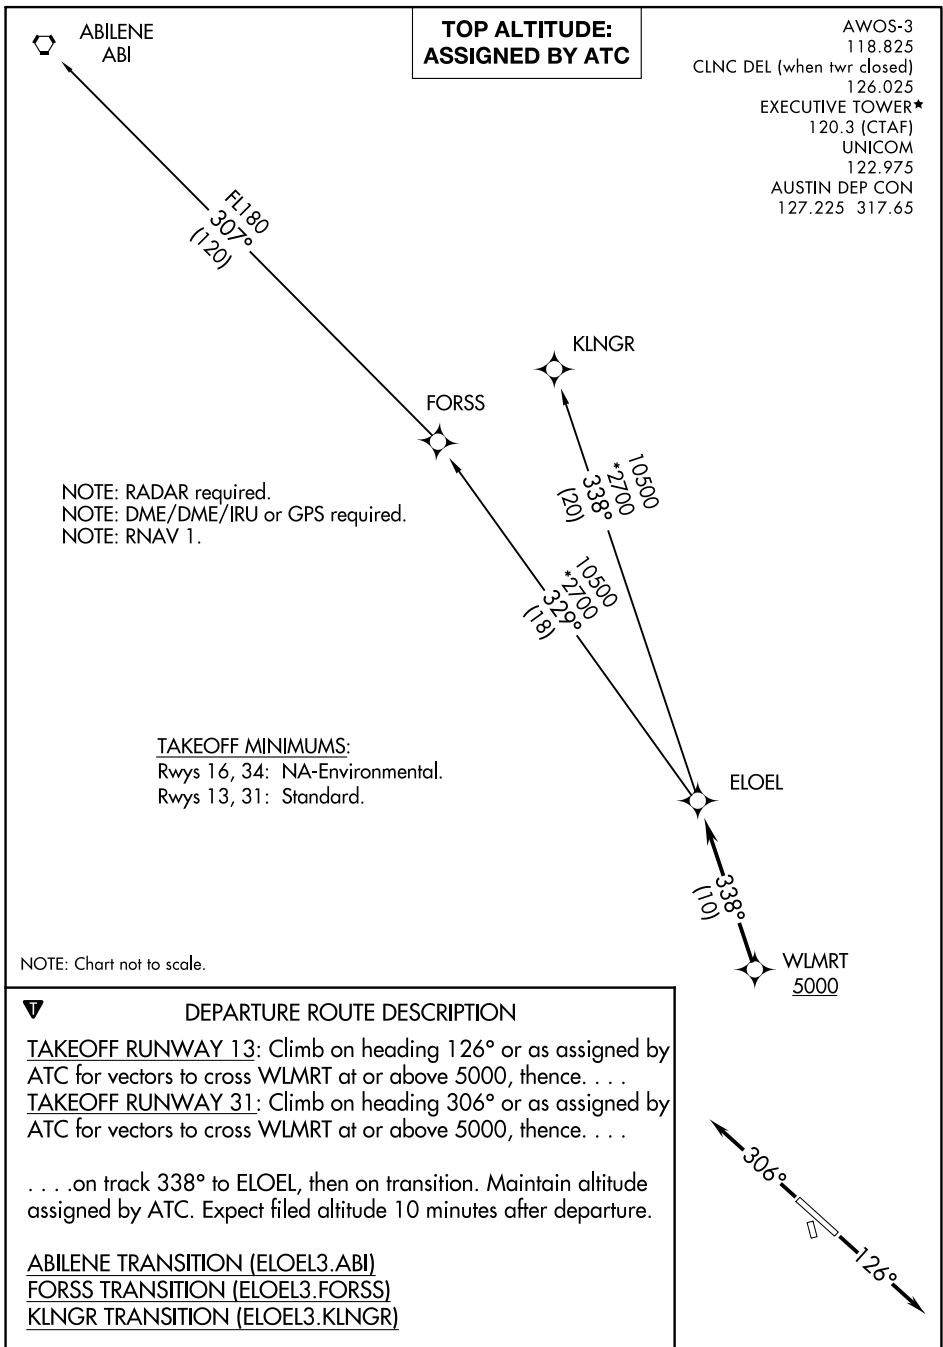 ABILENE
ABI
TOP ALTITUDE:
ASSIGNED BY ATC
AWOS-3
118.825
CLNC DEL (when twr closed)
126.025
EXECUTIVE TOWER★
120.3 (CTAF)
UNICOM
122.975
AUSTIN DEP CON
127.225 317.65
FL180
307°
(120)
KLNGR
FORSS
10500
*2700
338°
(20)
NOTE: RADAR required.
NOTE: DME/DME/IRU or GPS required.
NOTE: RNAV 1.
10500
*2700
329°
(18)
TAKEOFF MINIMUMS:
Rwys 16, 34: NA-Environmental.
Rwys 13, 31: Standard.
ELOEL
338°
(10)
NOTE: Chart not to scale.
WLMRT
5000
T
DEPARTURE ROUTE DESCRIPTION
TAKEOFF RUNWAY 13: Climb on heading 126° or as assigned by
ATC for vectors to cross WLMRT at or above 5000, thence. . . .
TAKEOFF RUNWAY 31: Climb on heading 306° or as assigned by
ATC for vectors to cross WLMRT at or above 5000, thence. . . .
. . . .on track 338° to ELOEL, then on transition. Maintain altitude
assigned by ATC. Expect filed altitude 10 minutes after departure.
ABILENE TRANSITION (ELOEL3.ABI)
FORSS TRANSITION (ELOEL3.FORSS)
KLNGR TRANSITION (ELOEL3.KLNGR)
306°
126°